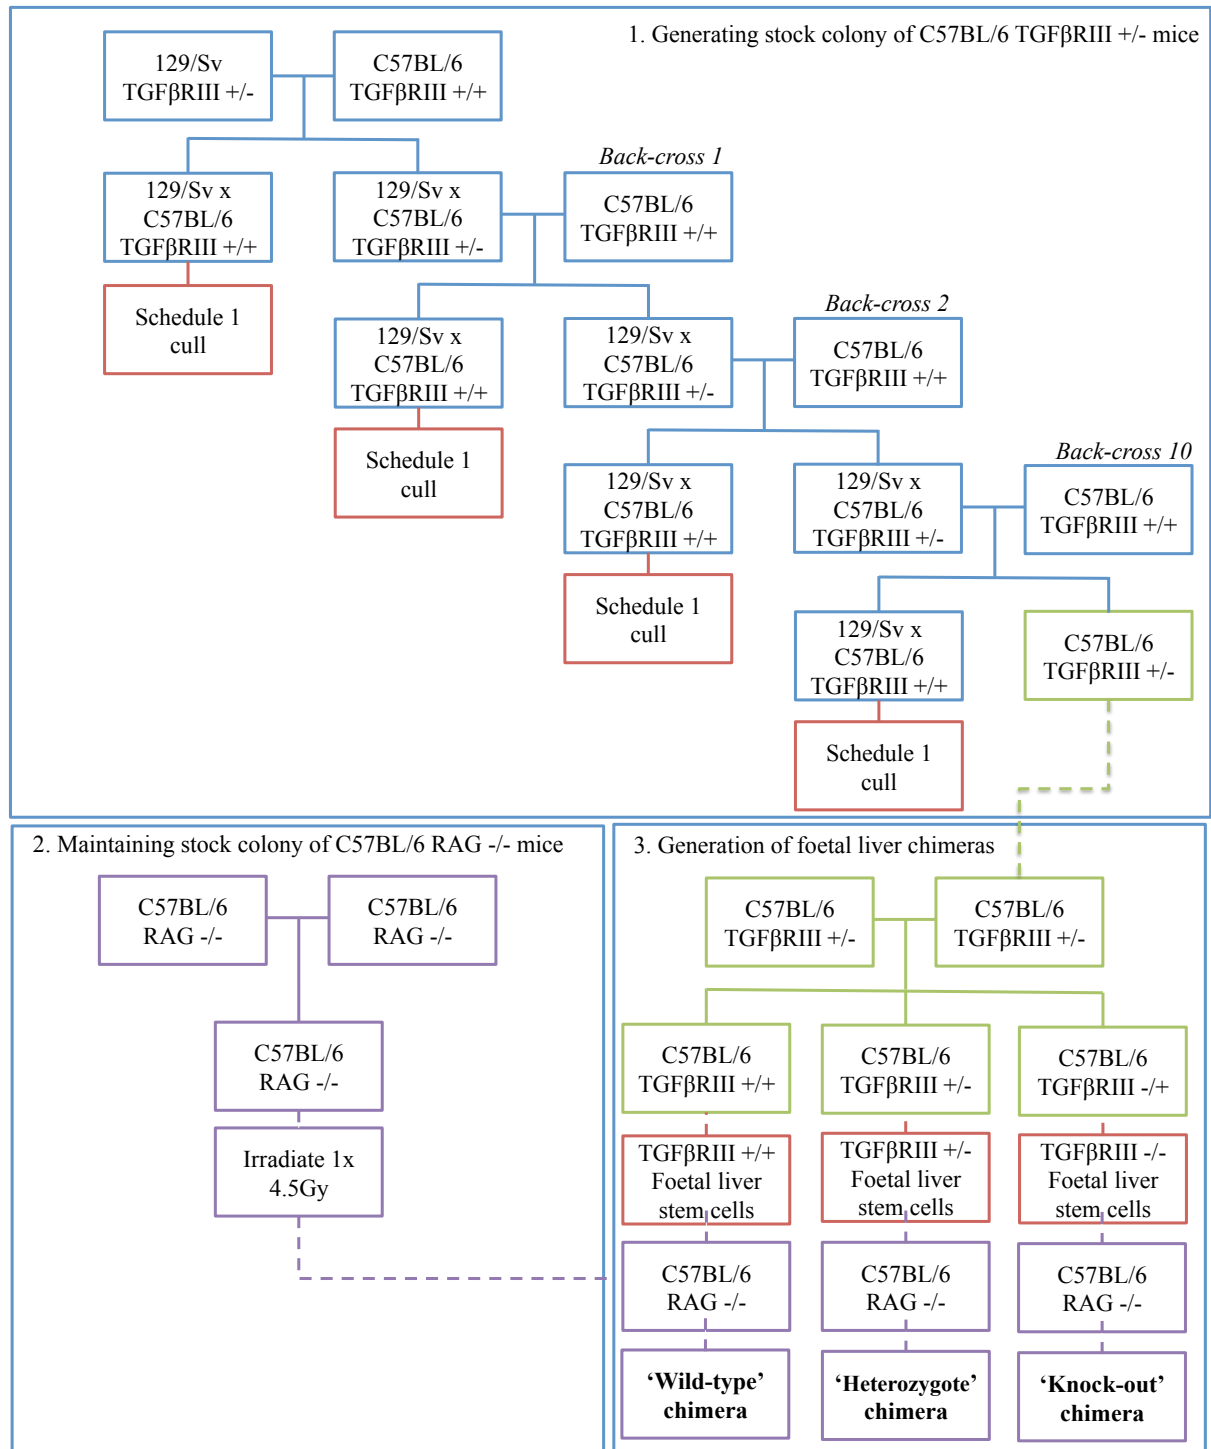 1. Generating stock colony of C57BL/6 TGFβRIII +/- mice
129/Sv
TGFβRIII +/-
C57BL/6
TGFβRIII +/+
Back-cross 1
129/Sv x
C57BL/6
TGFβRIII +/+
129/Sv x
C57BL/6
TGFβRIII +/-
C57BL/6
TGFβRIII +/+
Schedule 1
cull
Back-cross 2
129/Sv x
C57BL/6
TGFβRIII +/+
129/Sv x
C57BL/6
TGFβRIII +/-
C57BL/6
TGFβRIII +/+
Schedule 1
cull
Back-cross 10
129/Sv x
C57BL/6
TGFβRIII +/+
129/Sv x
C57BL/6
TGFβRIII +/-
C57BL/6
TGFβRIII +/+
Schedule 1
cull
129/Sv x
C57BL/6
TGFβRIII +/+
C57BL/6
TGFβRIII +/-
Schedule 1
cull
2. Maintaining stock colony of C57BL/6 RAG -/- mice
C57BL/6
RAG -/-
C57BL/6
RAG -/-
C57BL/6
RAG -/-
Irradiate 1x
4.5Gy
3. Generation of foetal liver chimeras
C57BL/6
TGFβRIII +/-
C57BL/6
TGFβRIII +/-
C57BL/6
TGFβRIII +/+
C57BL/6
TGFβRIII +/-
C57BL/6
TGFβRIII -/+
TGFβRIII +/+
Foetal liver
stem cells
TGFβRIII +/-
Foetal liver
stem cells
TGFβRIII -/-
Foetal liver
stem cells
C57BL/6
RAG -/-
C57BL/6
RAG -/-
C57BL/6
RAG -/-
‘Wild-type’
chimera
‘Heterozygote’
chimera
‘Knock-out’
chimera